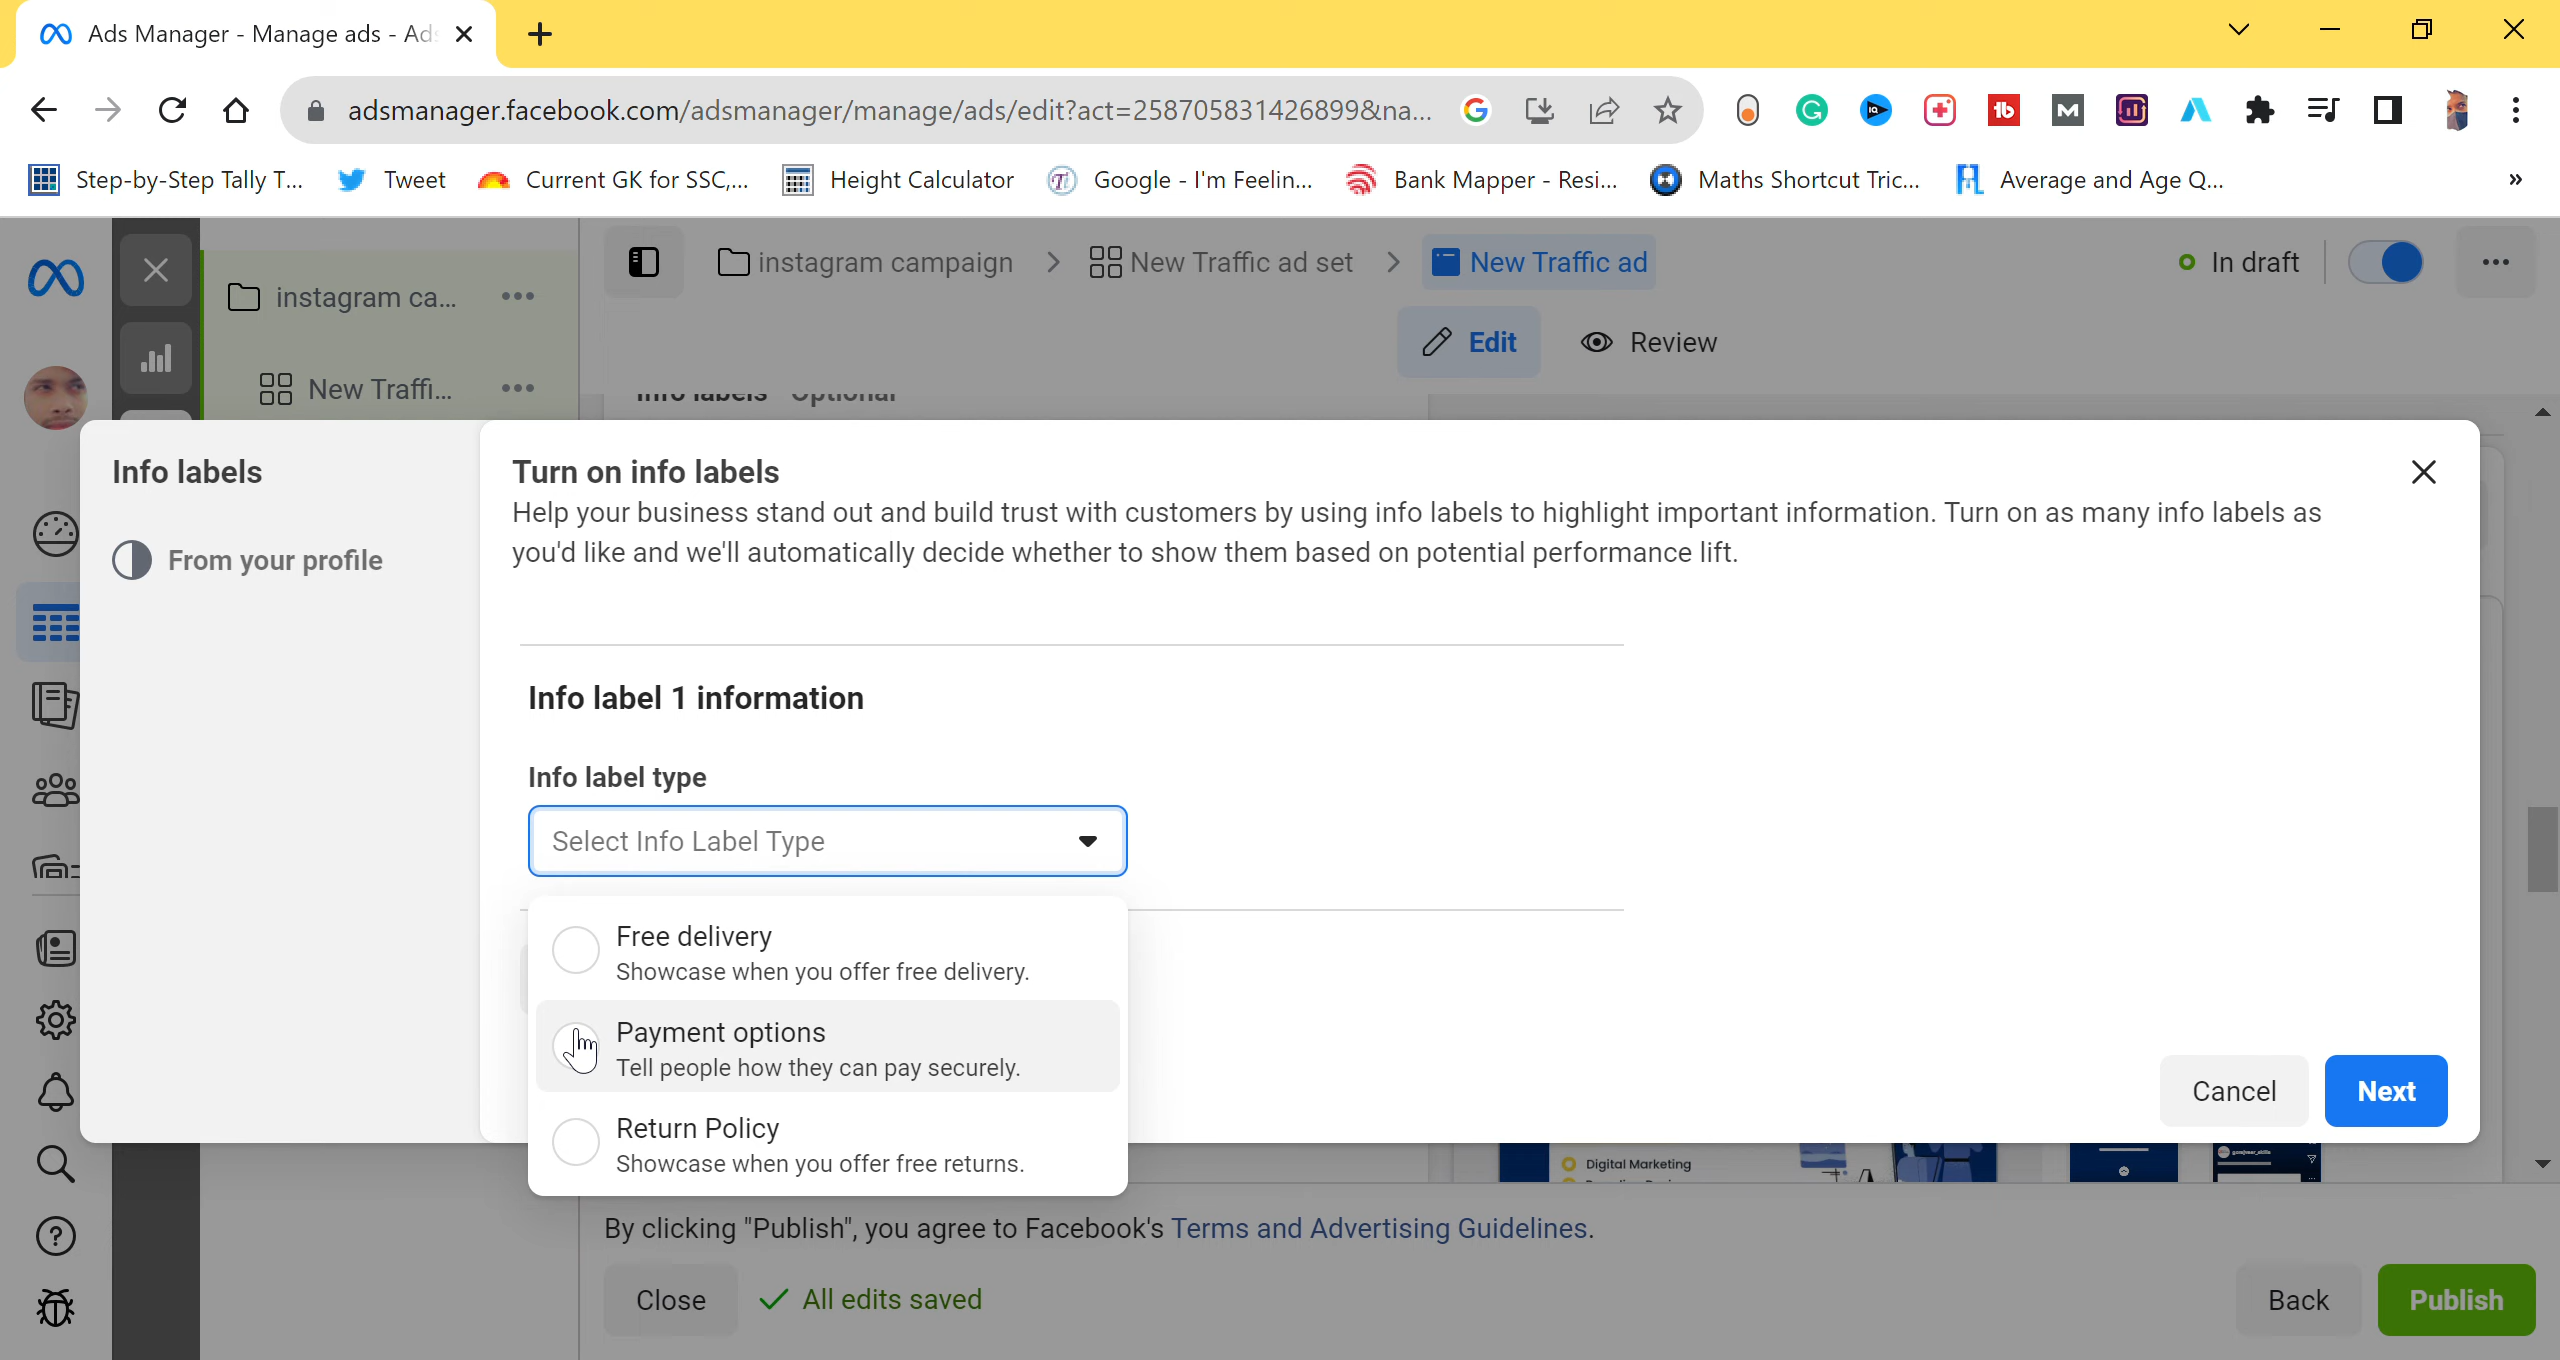 Ads Manager - Manage ads - Ads
adsmanager.facebook.com/adsmanager/manage/ads/edit?act=258705831426899&na...
Step-by-Step Tally T...
Tweet
Current GK for SSC,...
Height Calculator
Google - I'm Feelin...
Bank Mapper - Resi...
Maths Shortcut Tric...
Average and Age Q...
»
instagram ca...
New Traffi...
instagram campaign > New Traffic ad set > New Traffic ad
In draft
Edit
Review
Info labels Optional
Info labels
From your profile
Turn on info labels
Help your business stand out and build trust with customers by using info labels to highlight important information. Turn on as many info labels as
you'd like and we'll automatically decide whether to show them based on potential performance lift.
Info label 1 information
Info label type
Select Info Label Type
Free delivery
Showcase when you offer free delivery.
Payment options
Tell people how they can pay securely.
Return Policy
Showcase when you offer free returns.
Cancel
Next
Digital Marketing
By clicking "Publish", you agree to Facebook's Terms and Advertising Guidelines.
Close
All edits saved
Back
Publish